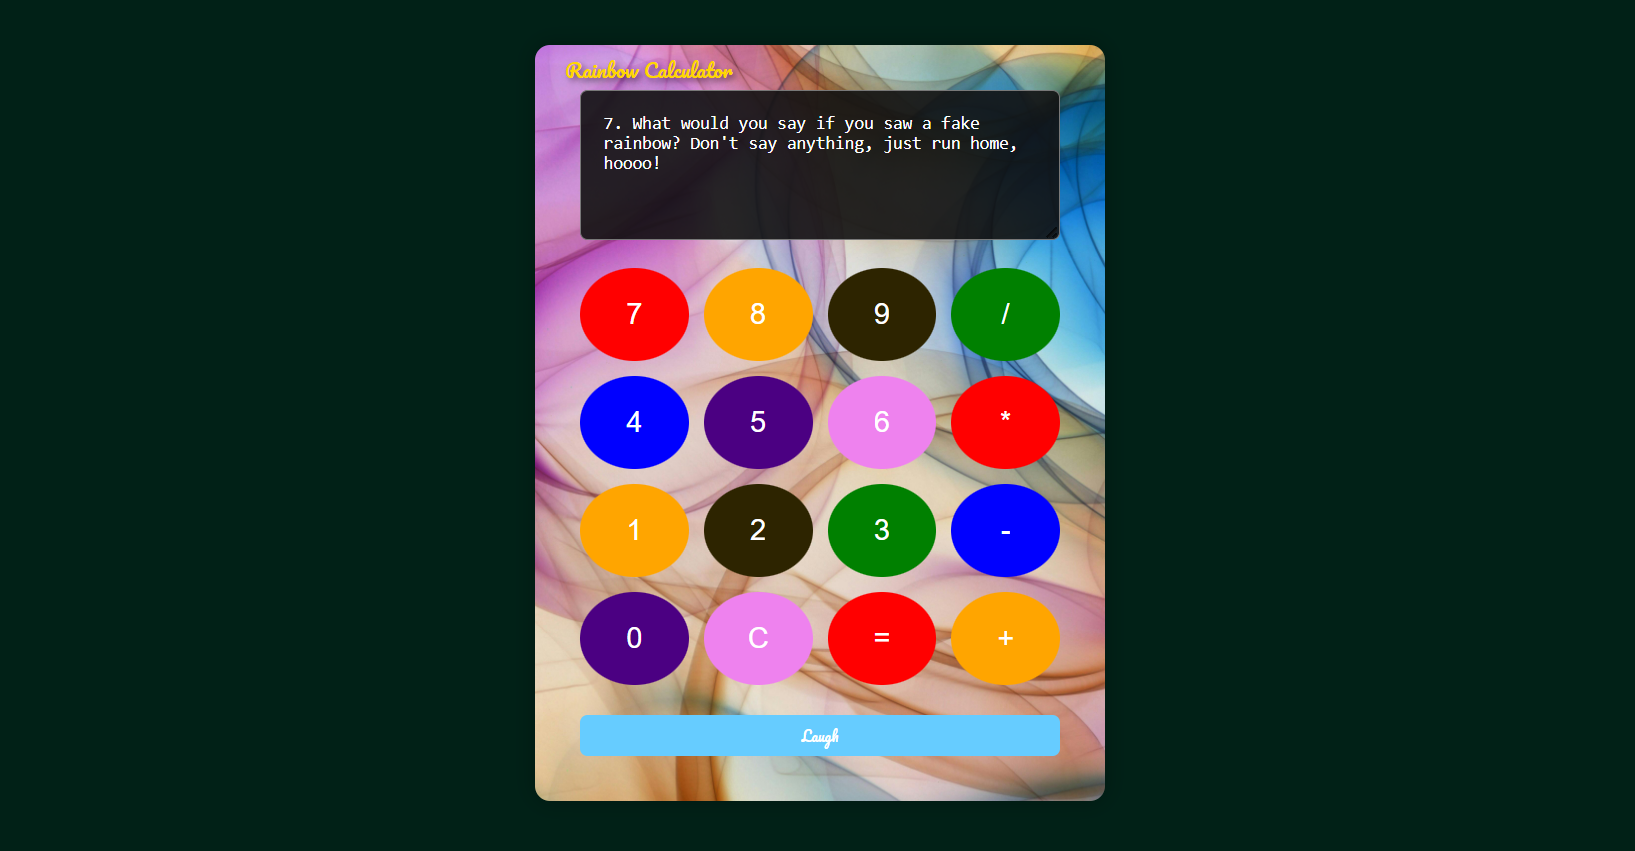 Rainbow Calculator
7. What would you say if you saw a fake
rainbow? Don't say anything, just run home,
hoooo!
7 8 9 /
4 5 6 *
1 2 3 -
0 C = +
Laugh